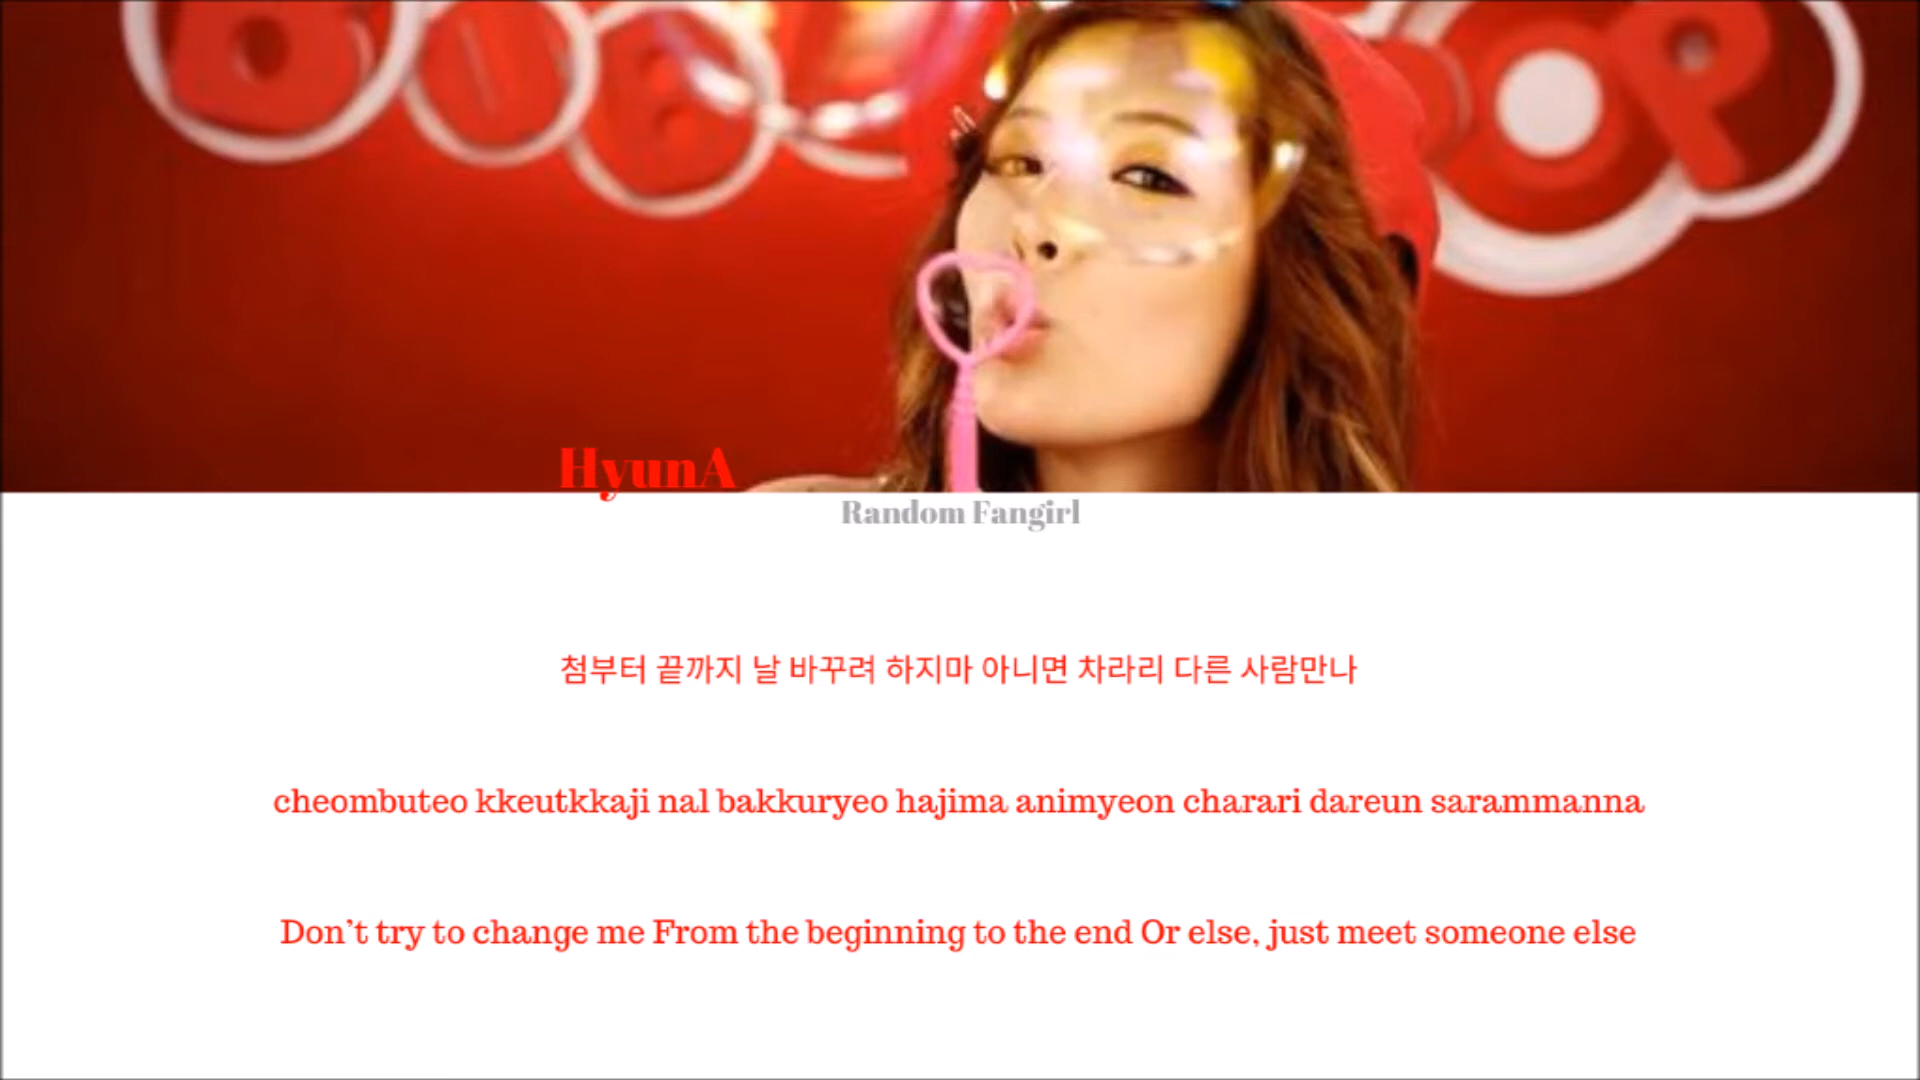 BUBBLE POP
HyunA
Random Fangirl
첨부터 끝까지 날 바꾸려 하지마 아니면 차라리 다른 사람만나
cheombuteo kkeutkkaji nal bakkuryeo hajima animyeon charari dareun sarammanna
Don't try to change me From the beginning to the end Or else, just meet someone else